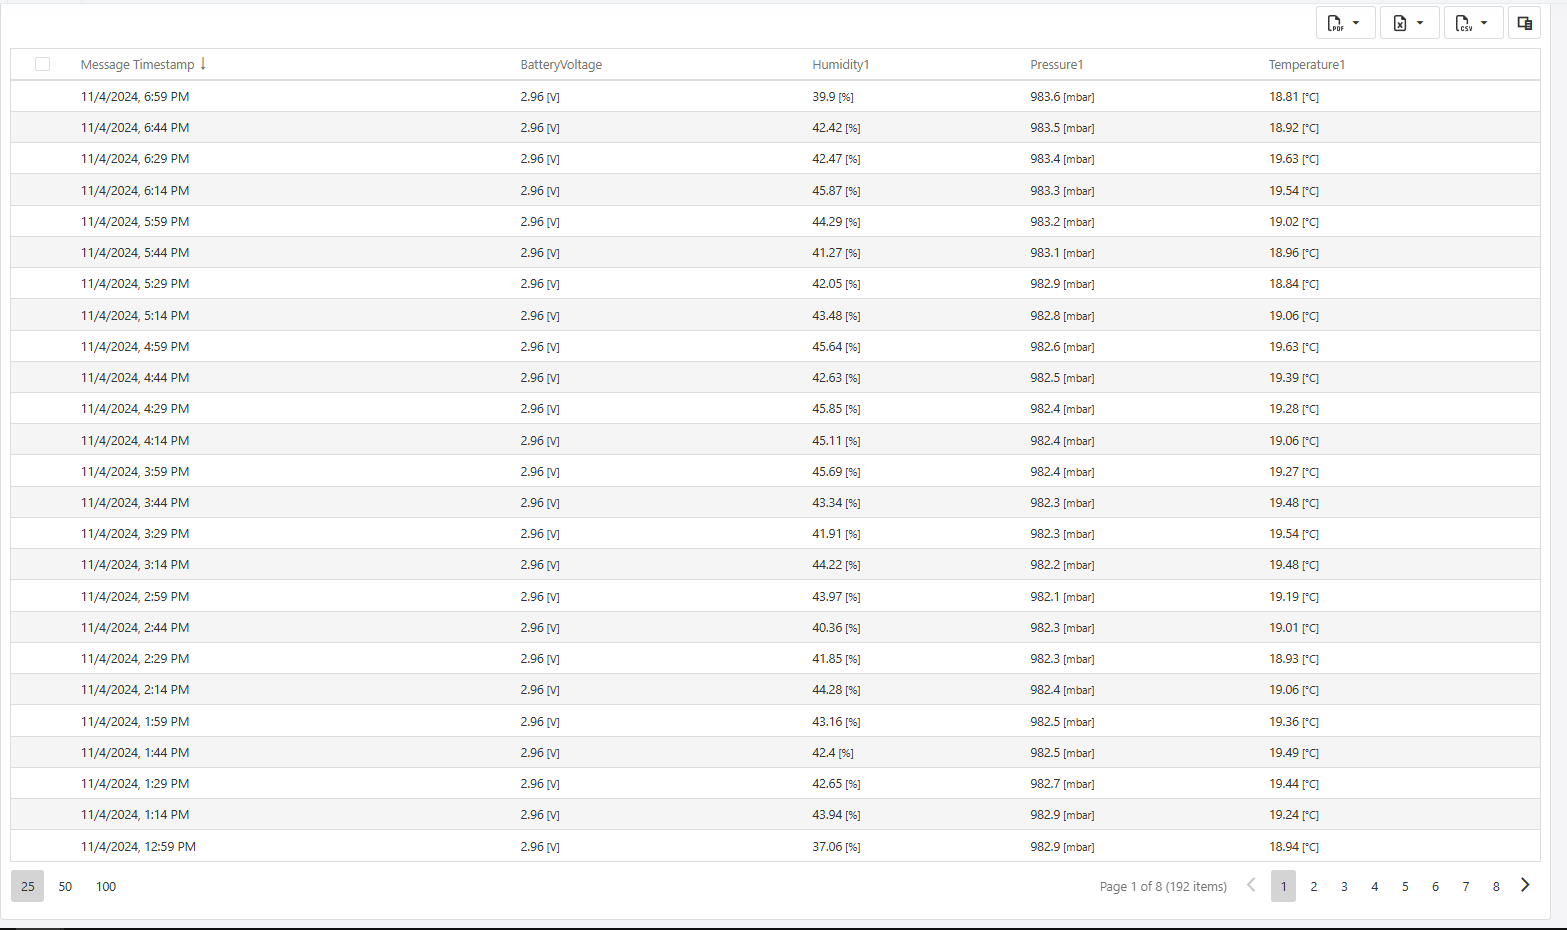 PDF CSV
Message Timestamp ↓ BatteryVoltage Humidity1 Pressure1 Temperature1
11/4/2024, 6:59 PM 2.96 [V] 39.9 [%] 983.6 [mbar] 18.81 [°C]
11/4/2024, 6:44 PM 2.96 [V] 42.42 [%] 983.5 [mbar] 18.92 [°C]
11/4/2024, 6:29 PM 2.96 [V] 42.47 [%] 983.4 [mbar] 19.63 [°C]
11/4/2024, 6:14 PM 2.96 [V] 45.87 [%] 983.3 [mbar] 19.54 [°C]
11/4/2024, 5:59 PM 2.96 [V] 44.29 [%] 983.2 [mbar] 19.02 [°C]
11/4/2024, 5:44 PM 2.96 [V] 41.27 [%] 983.1 [mbar] 18.96 [°C]
11/4/2024, 5:29 PM 2.96 [V] 42.05 [%] 982.9 [mbar] 18.84 [°C]
11/4/2024, 5:14 PM 2.96 [V] 43.48 [%] 982.8 [mbar] 19.06 [°C]
11/4/2024, 4:59 PM 2.96 [V] 45.64 [%] 982.6 [mbar] 19.63 [°C]
11/4/2024, 4:44 PM 2.96 [V] 42.63 [%] 982.5 [mbar] 19.39 [°C]
11/4/2024, 4:29 PM 2.96 [V] 45.85 [%] 982.4 [mbar] 19.28 [°C]
11/4/2024, 4:14 PM 2.96 [V] 45.11 [%] 982.4 [mbar] 19.06 [°C]
11/4/2024, 3:59 PM 2.96 [V] 45.69 [%] 982.4 [mbar] 19.27 [°C]
11/4/2024, 3:44 PM 2.96 [V] 43.34 [%] 982.3 [mbar] 19.48 [°C]
11/4/2024, 3:29 PM 2.96 [V] 41.91 [%] 982.3 [mbar] 19.54 [°C]
11/4/2024, 3:14 PM 2.96 [V] 44.22 [%] 982.2 [mbar] 19.48 [°C]
11/4/2024, 2:59 PM 2.96 [V] 43.97 [%] 982.1 [mbar] 19.19 [°C]
11/4/2024, 2:44 PM 2.96 [V] 40.36 [%] 982.3 [mbar] 19.01 [°C]
11/4/2024, 2:29 PM 2.96 [V] 41.85 [%] 982.3 [mbar] 18.93 [°C]
11/4/2024, 2:14 PM 2.96 [V] 44.28 [%] 982.4 [mbar] 19.06 [°C]
11/4/2024, 1:59 PM 2.96 [V] 43.16 [%] 982.5 [mbar] 19.36 [°C]
11/4/2024, 1:44 PM 2.96 [V] 42.4 [%] 982.5 [mbar] 19.49 [°C]
11/4/2024, 1:29 PM 2.96 [V] 42.65 [%] 982.7 [mbar] 19.44 [°C]
11/4/2024, 1:14 PM 2.96 [V] 43.94 [%] 982.9 [mbar] 19.24 [°C]
11/4/2024, 12:59 PM 2.96 [V] 37.06 [%] 982.9 [mbar] 18.94 [°C]
25 50 100 Page 1 of 8 (192 items) 1 2 3 4 5 6 7 8